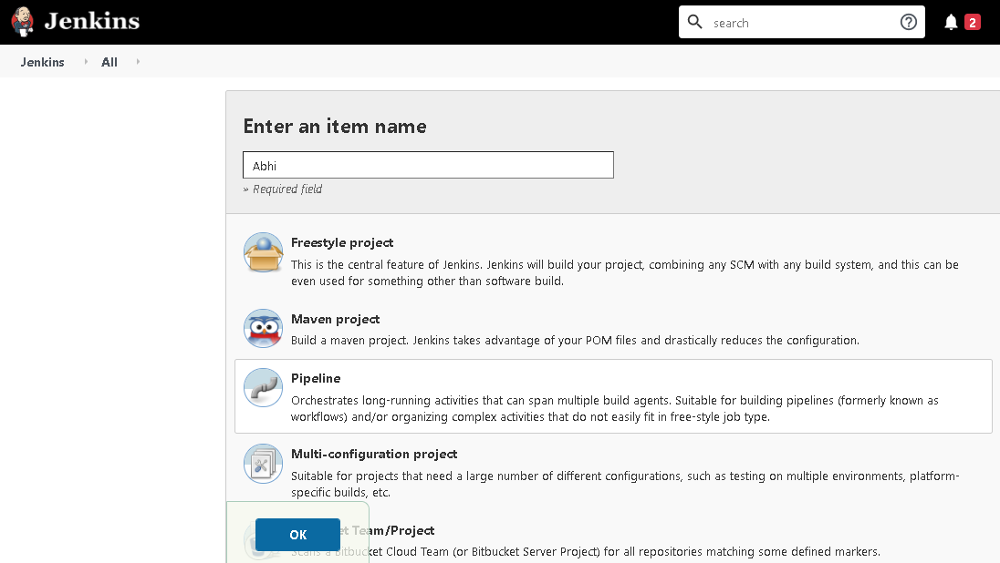 Jenkins
search
2
Jenkins
All
Enter an item name
Abhi
» Required field
Freestyle project
This is the central feature of Jenkins. Jenkins will build your project, combining any SCM with any build system, and this can be
even used for something other than software build.
Maven project
Build a maven project. Jenkins takes advantage of your POM files and drastically reduces the configuration.
Pipeline
Orchestrates long-running activities that can span multiple build agents. Suitable for building pipelines (formerly known as
workflows) and/or organizing complex activities that do not easily fit in free-style job type.
Multi-configuration project
Suitable for projects that need a large number of different configurations, such as testing on multiple environments, platform-
specific builds, etc.
Team/Project
OK
Scans a Bitbucket Cloud Team (or Bitbucket Server Project) for all repositories matching some defined markers.